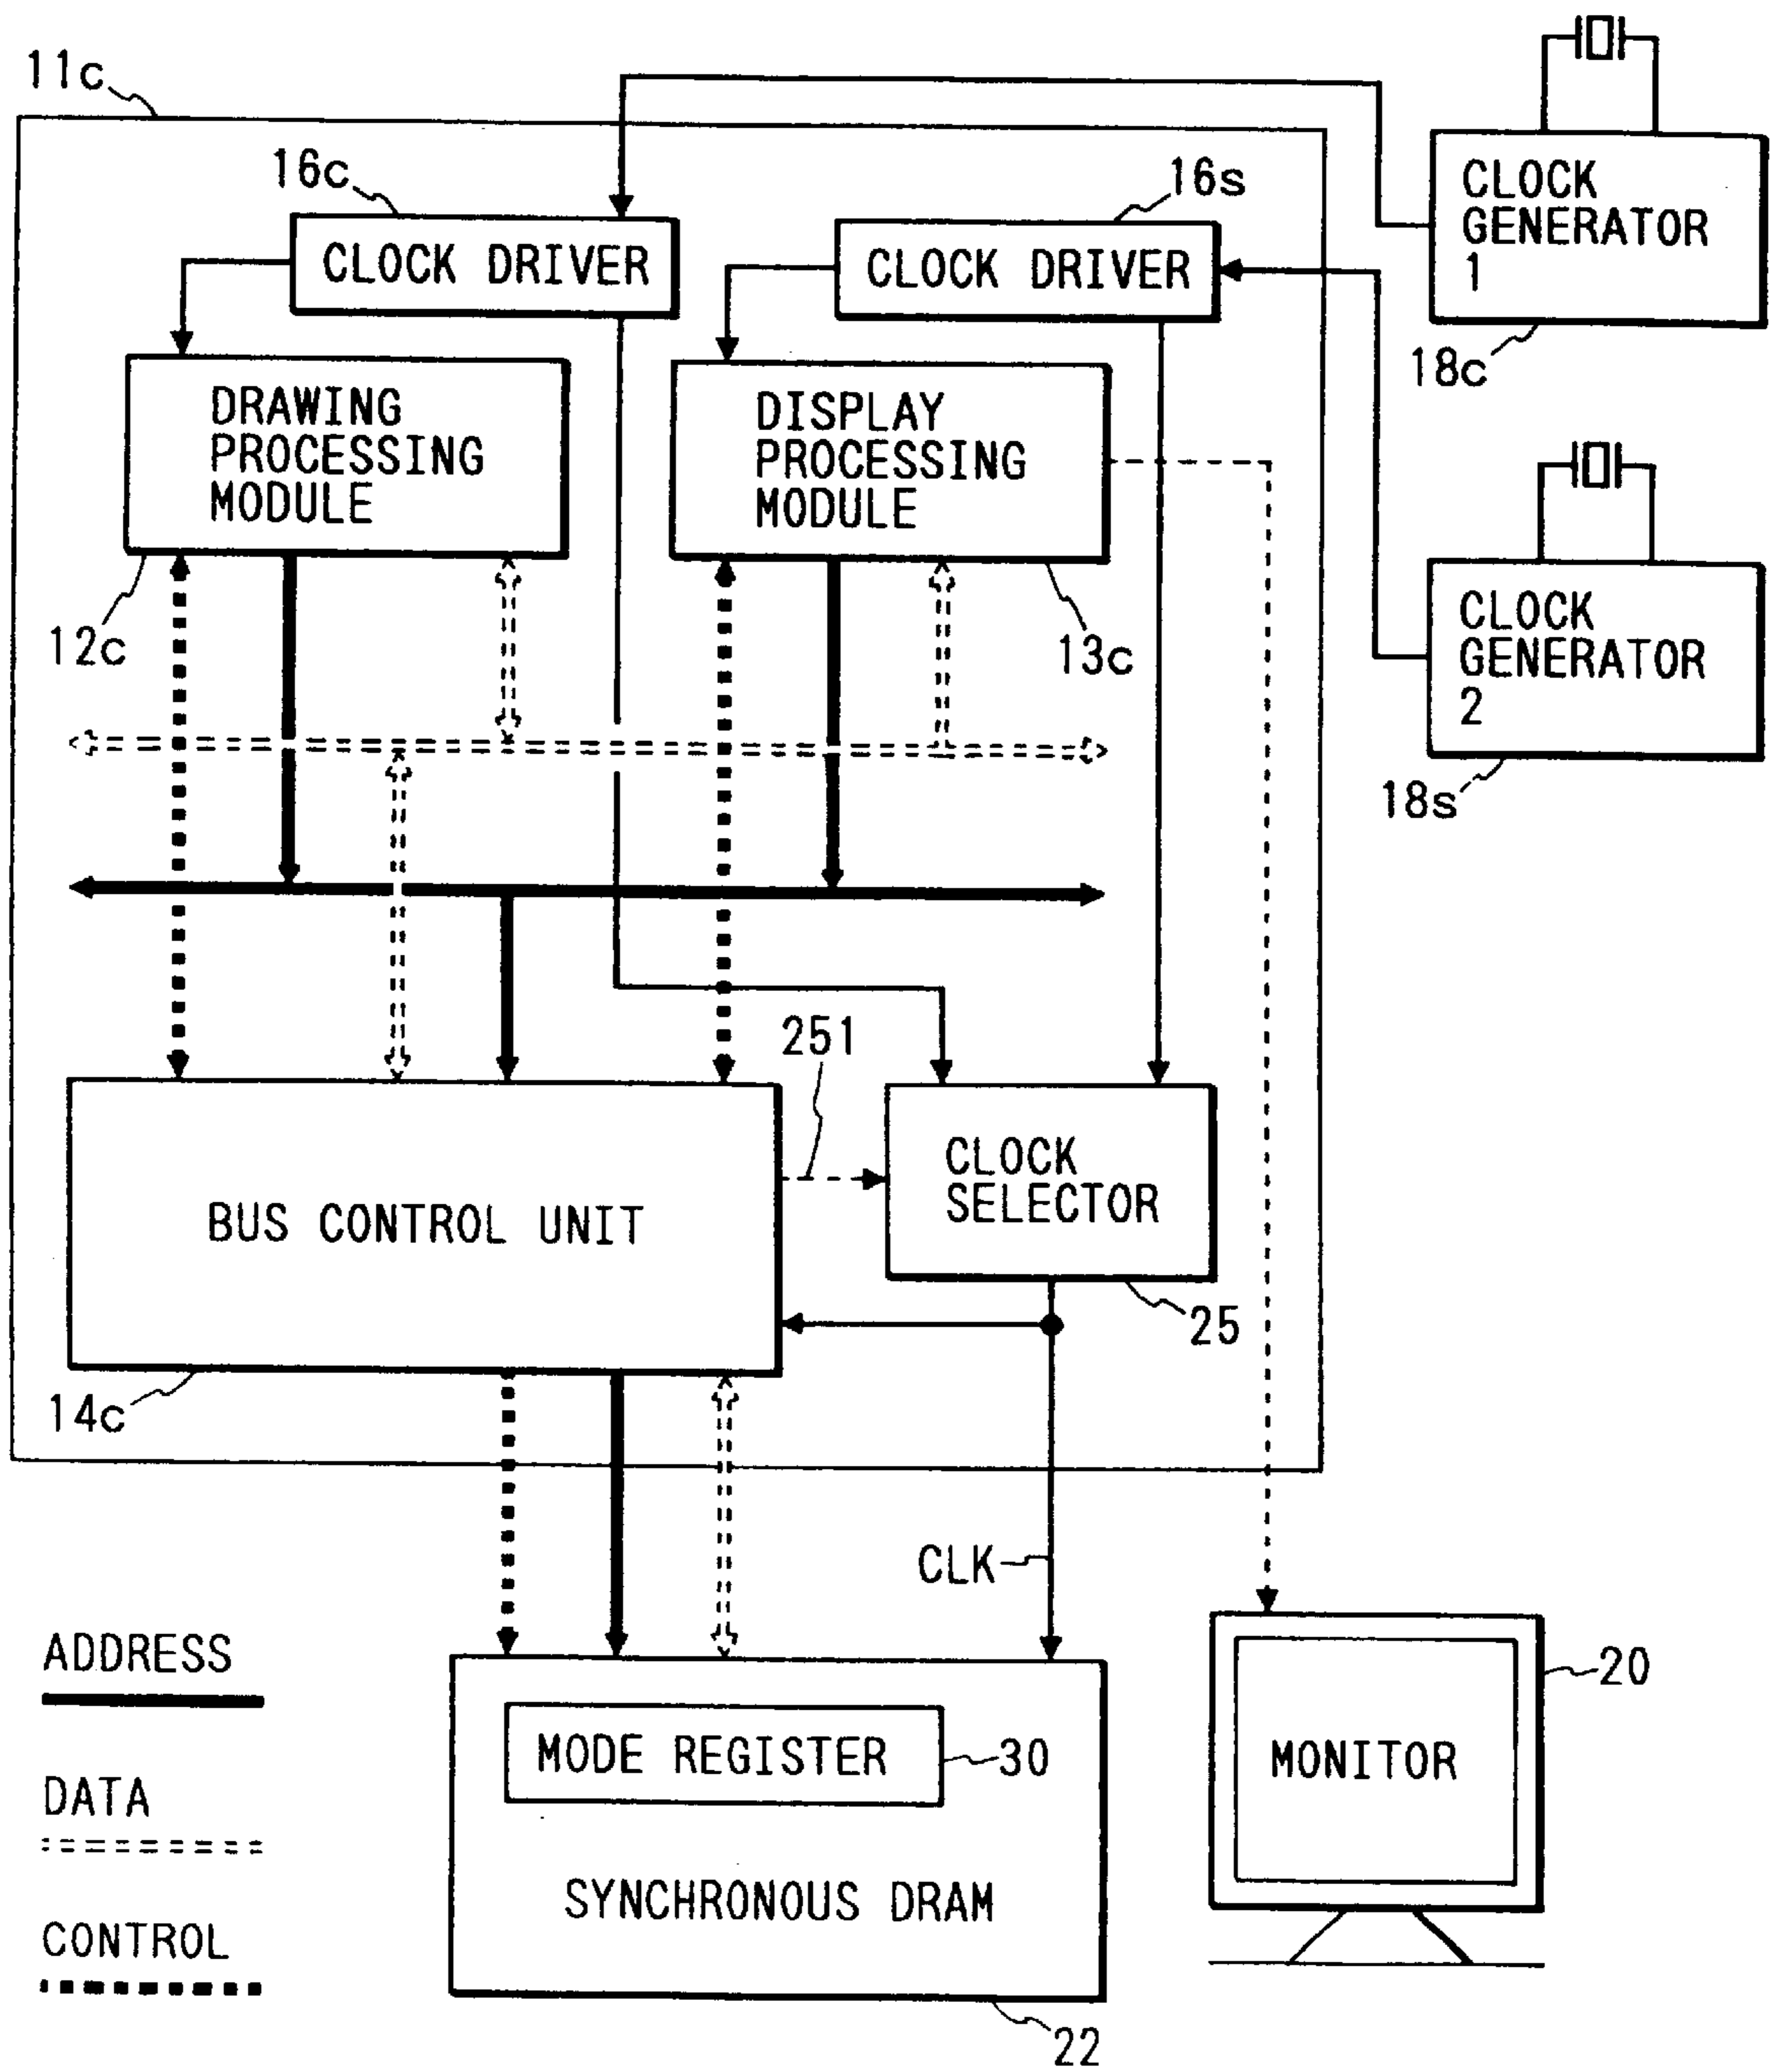 11c
16c
16s
CLOCK
GENERATOR
1
CLOCK DRIVER
CLOCK DRIVER
18c
DRAWING
PROCESSING
MODULE
DISPLAY
PROCESSING
MODULE
CLOCK
GENERATOR
2
12c
13c
18s
251
CLOCK
SELECTOR
BUS CONTROL UNIT
25
14c
CLK
ADDRESS
20
MODE REGISTER
30
MONITOR
DATA
SYNCHRONOUS DRAM
CONTROL
22